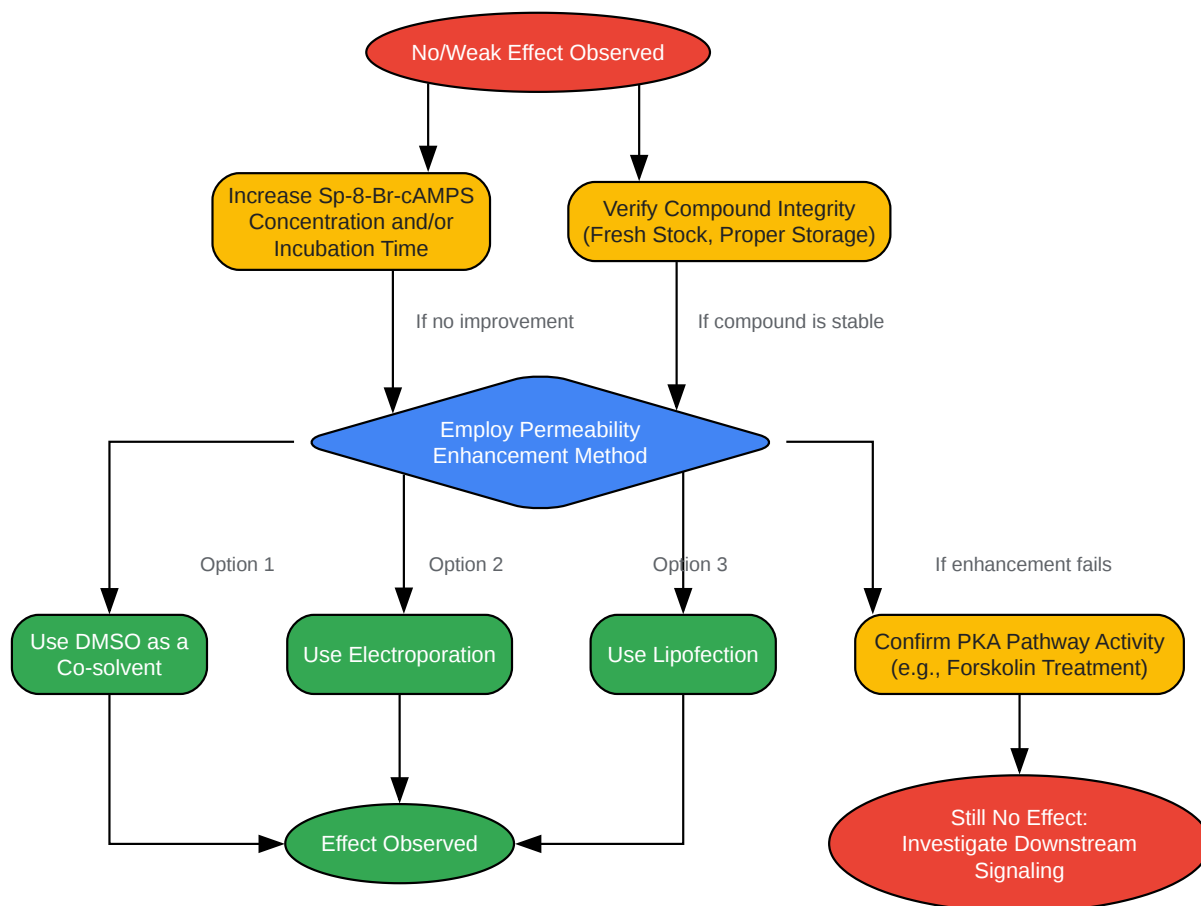 No/Weak Effect Observed
Increase Sp-8-Br-cAMPS
Concentration and/or
Incubation Time
Verify Compound Integrity
(Fresh Stock, Proper Storage)
If no improvement
If compound is stable
Employ Permeability
Enhancement Method
Option 1
Option 2
Option 3
If enhancement fails
Use DMSO as a
Co-solvent
Use Electroporation
Use Lipofection
Confirm PKA Pathway Activity
(e.g., Forskolin Treatment)
Effect Observed
Still No Effect:
Investigate Downstream
Signaling